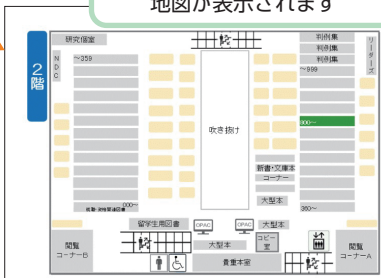 地図が表示されます
2階
研究個室
判例集
判例集
判例集
リーダーズ
NDC
～359
～999
吹き抜け
900～
新書・文庫本
コーナー
大型本
000～
360～
留学生用図書
OPAC
OPAC
大型本
閲覧
コーナーB
大型本
コピー
室
閲覧
コーナーA
貴重本室